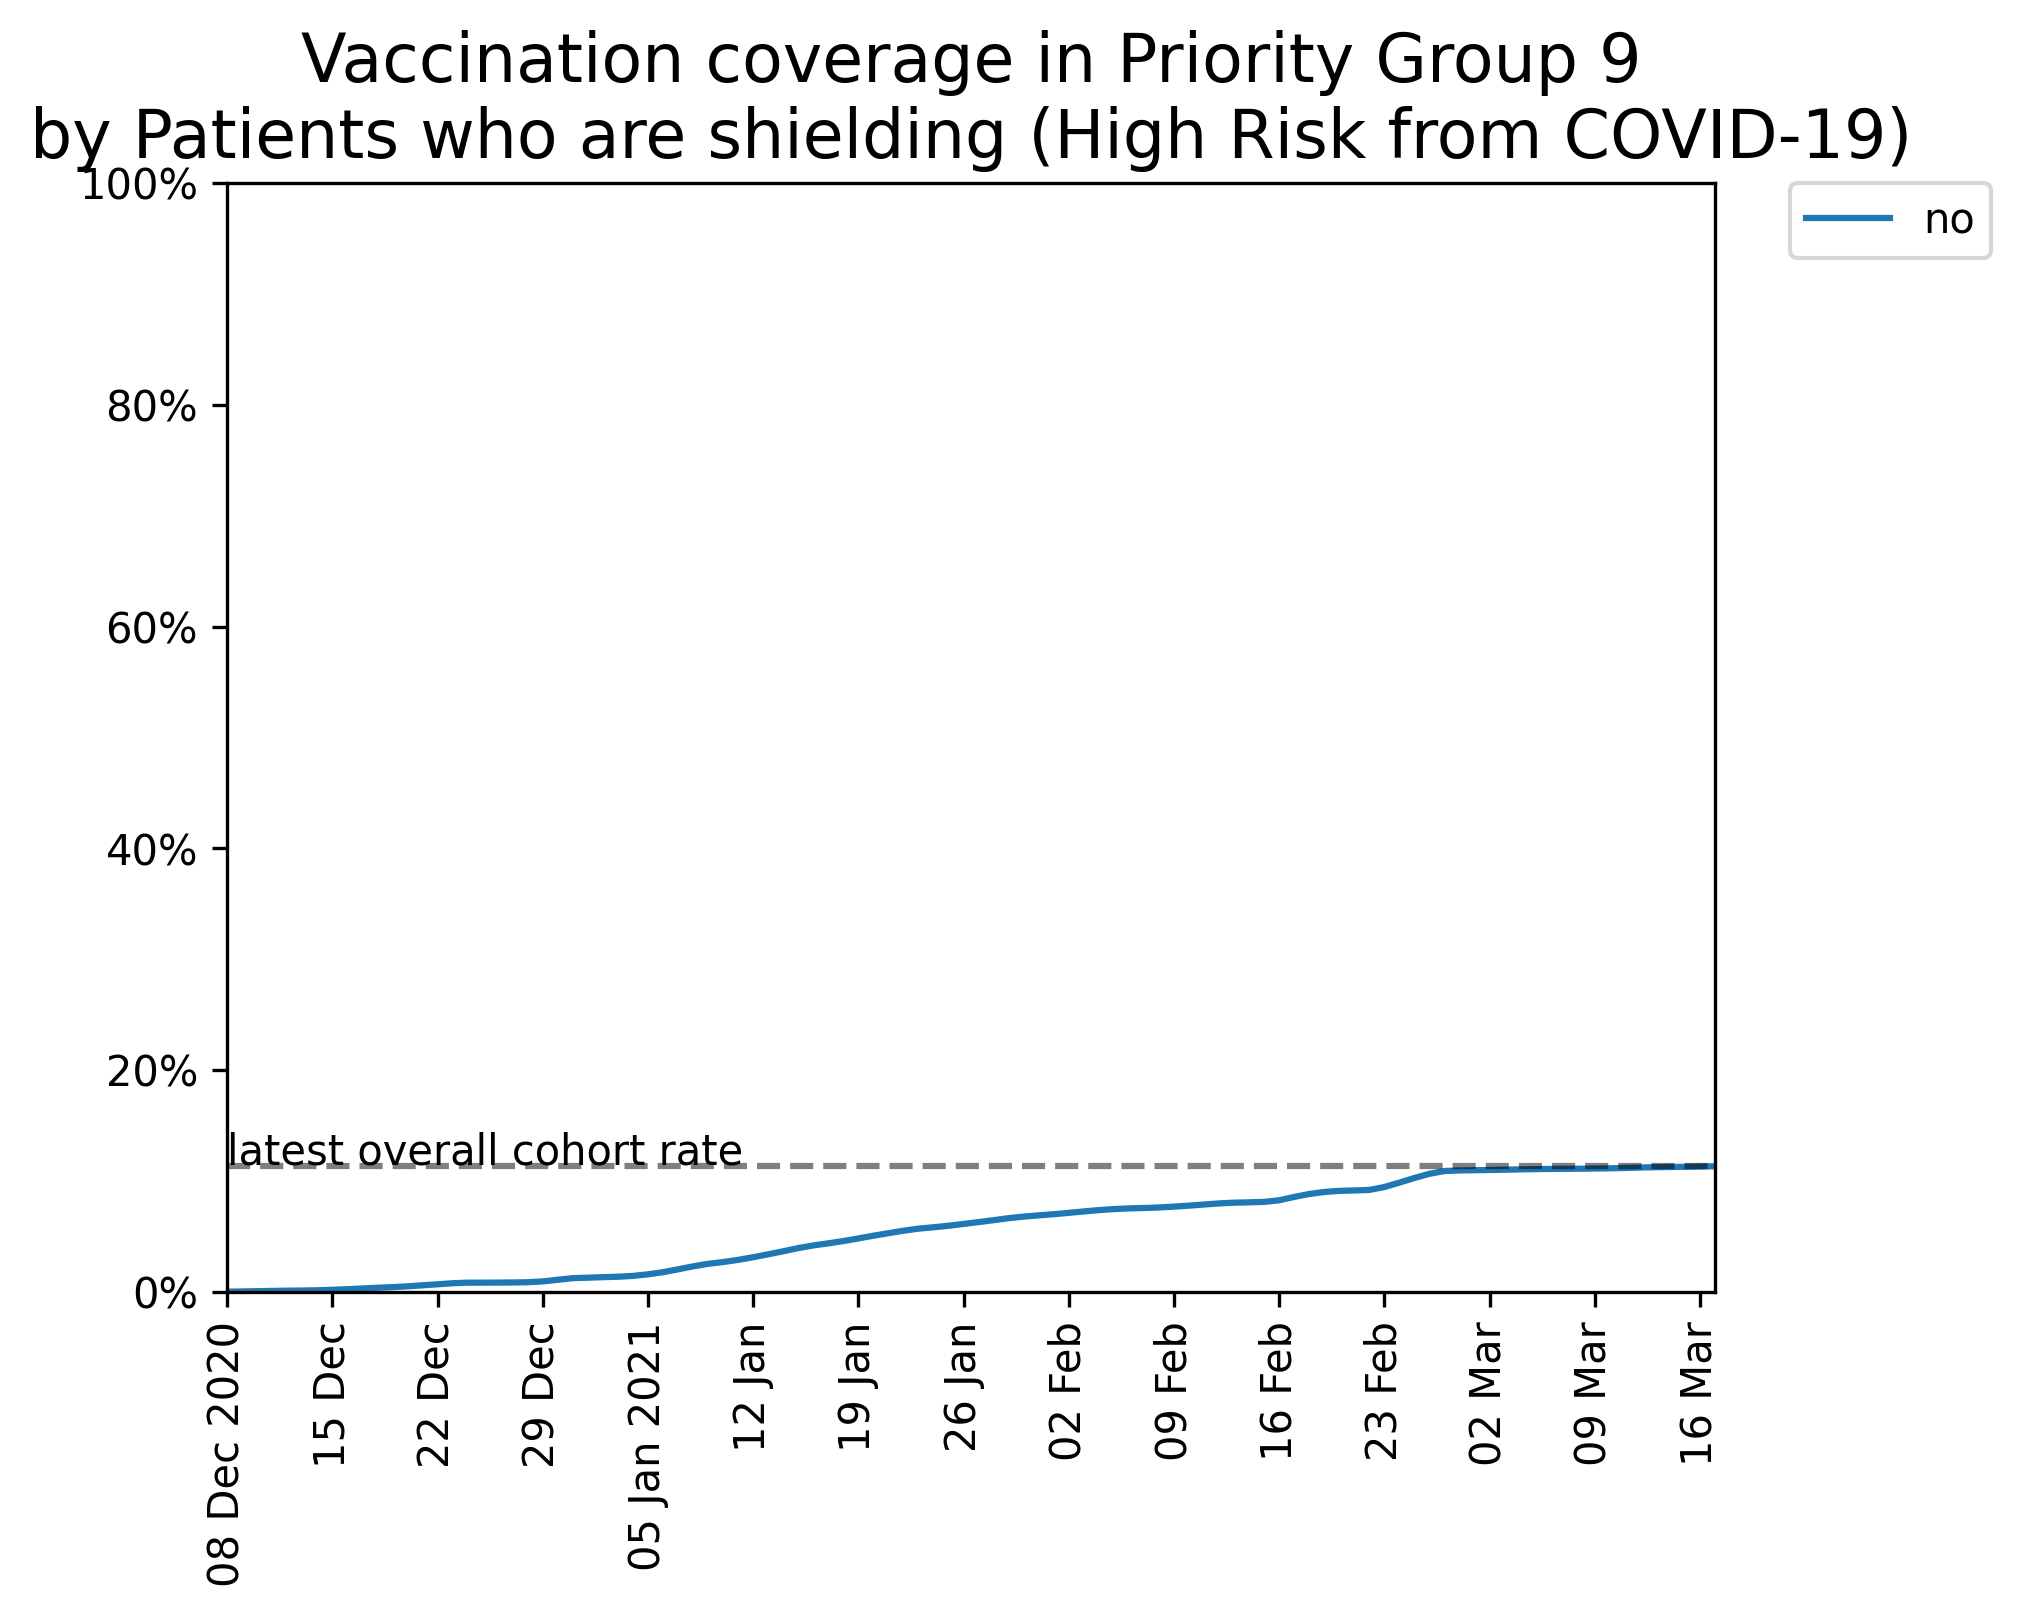 Vaccination coverage in Priority Group 9
by Patients who are shielding (High Risk from COVID-19)
100%
80%
60%
40%
20%
0%
latest overall cohort rate
no
08 Dec 2020
15 Dec
22 Dec
29 Dec
05 Jan 2021
12 Jan
19 Jan
26 Jan
02 Feb
09 Feb
16 Feb
23 Feb
02 Mar
09 Mar
16 Mar